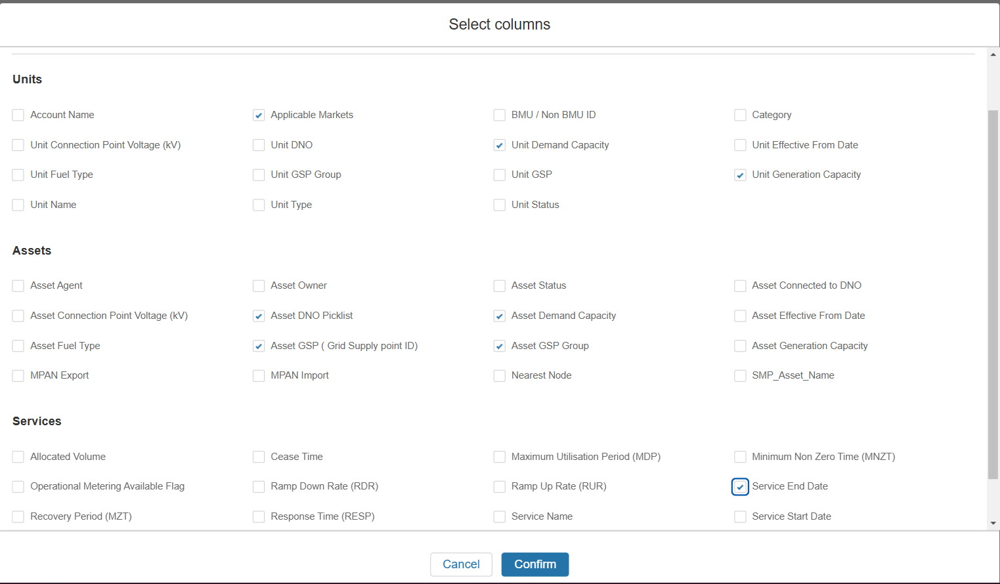 Select columns
Units
Account Name Applicable Markets BMU / Non BMU ID Category
Unit Connection Point Voltage (kV) Unit DNO Unit Demand Capacity Unit Effective From Date
Unit Fuel Type Unit GSP Group Unit GSP Unit Generation Capacity
Unit Name Unit Type Unit Status
Assets
Asset Agent Asset Owner Asset Status Asset Connected to DNO
Asset Connection Point Voltage (kV) Asset DNO Picklist Asset Demand Capacity Asset Effective From Date
Asset Fuel Type Asset GSP ( Grid Supply point ID) Asset GSP Group Asset Generation Capacity
MPAN Export MPAN Import Nearest Node SMP_Asset_Name
Services
Allocated Volume Cease Time Maximum Utilisation Period (MDP) Minimum Non Zero Time (MNZT)
Operational Metering Available Flag Ramp Down Rate (RDR) Ramp Up Rate (RUR) Service End Date
Recovery Period (MZT) Response Time (RESP) Service Name Service Start Date
Cancel Confirm